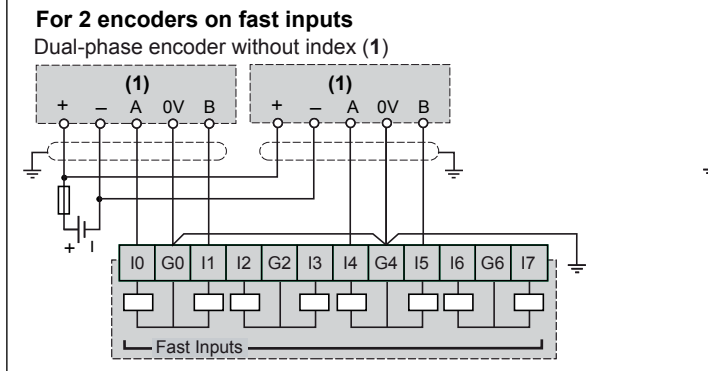 For 2 encoders on fast inputs
Dual-phase encoder without index (1)
(1) (1)
+ – A 0V B + – A 0V B
+ I
I0 G0 I1 I2 G2 I3 I4 G4 I5 I6 G6 I7
Fast Inputs